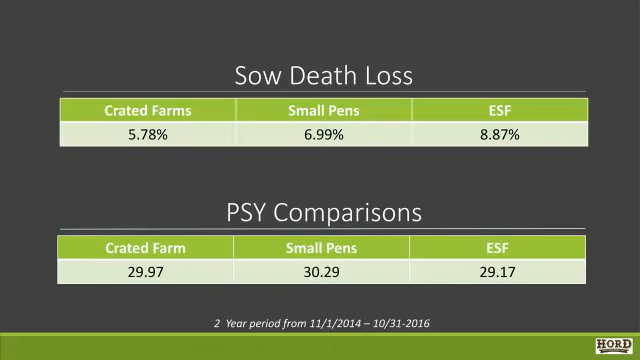 Sow Death Loss
Crated Farms Small Pens ESF
5.78% 6.99% 8.87%
PSY Comparisons
Crated Farm Small Pens ESF
29.97 30.29 29.17
2 Year period from 11/1/2014 – 10/31-2016
HORD